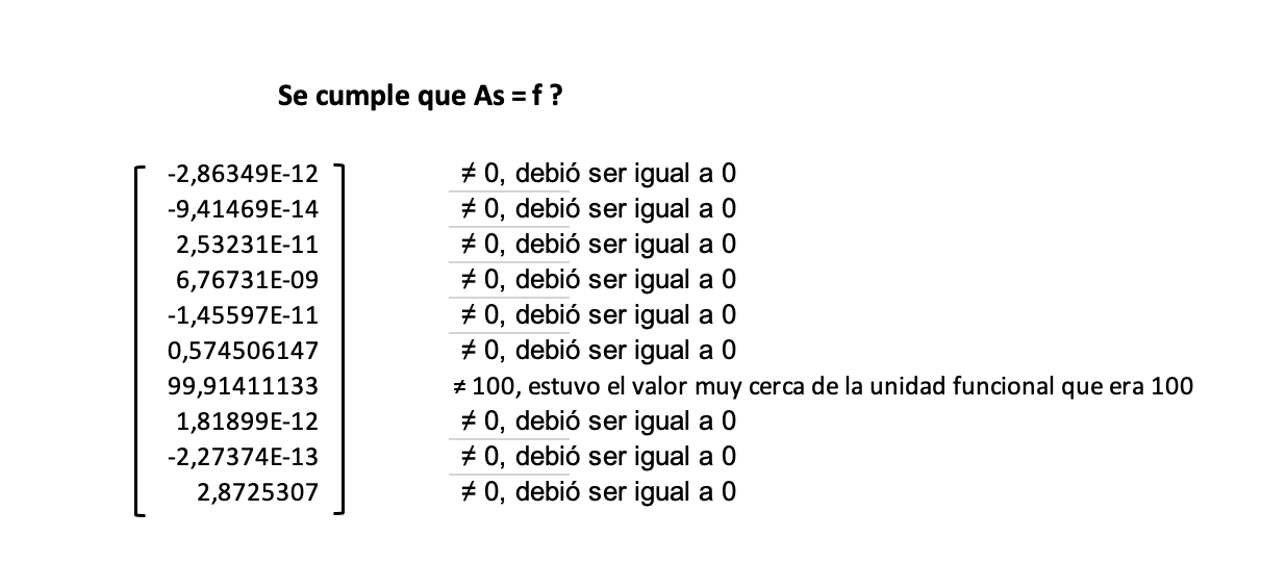 Se cumple que As = f ?
-2,86349E-12 ≠ 0, debió ser igual a 0
-9,41469E-14 ≠ 0, debió ser igual a 0
2,53231E-11 ≠ 0, debió ser igual a 0
6,76731E-09 ≠ 0, debió ser igual a 0
-1,45597E-11 ≠ 0, debió ser igual a 0
0,574506147 ≠ 0, debió ser igual a 0
99,91411133 ≠ 100, estuvo el valor muy cerca de la unidad funcional que era 100
1,81899E-12 ≠ 0, debió ser igual a 0
-2,27374E-13 ≠ 0, debió ser igual a 0
2,8725307 ≠ 0, debió ser igual a 0